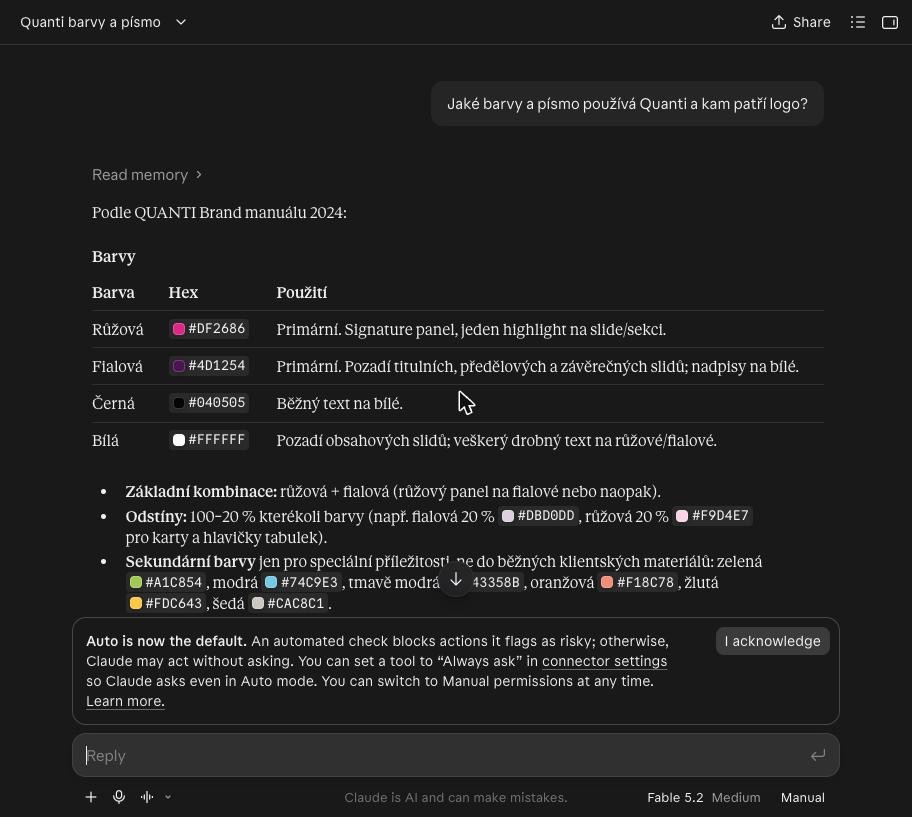 Quanti barvy a písmo
Share
Jaké barvy a písmo používá Quanti a kam patří logo?
Read memory
Podle QUANTI Brand manuálu 2024:
Barvy
Barva Hex Použití
Růžová #DF2686 Primární. Signature panel, jeden highlight na slide/sekci.
Fialová #4D1254 Primární. Pozadí titulních, předělových a závěrečných slidů; nadpisy na bílé.
Černá #040505 Běžný text na bílé.
Bílá #FFFFFF Pozadí obsahových slidů; veškerý drobný text na růžové/fialové.
• Základní kombinace: růžová + fialová (růžový panel na fialové nebo naopak).
• Odstíny: 100–20 % kterékoli barvy (např. fialová 20 % #DBD0DD, růžová 20 % #F9D4E7
pro karty a hlavičky tabulek).
• Sekundární barvy jen pro speciální příležitosti, ne do běžných klientských materiálů: zelená
#A1C854, modrá #74C9E3, tmavě modrá 43358B, oranžová #F18C78, žlutá
#FDC643, šedá #CAC8C1.
Auto is now the default. An automated check blocks actions it flags as risky; otherwise,
Claude may act without asking. You can set a tool to “Always ask” in connector settings
so Claude asks even in Auto mode. You can switch to Manual permissions at any time.
Learn more.
I acknowledge
Reply
Claude is AI and can make mistakes.
Fable 5.2 Medium Manual